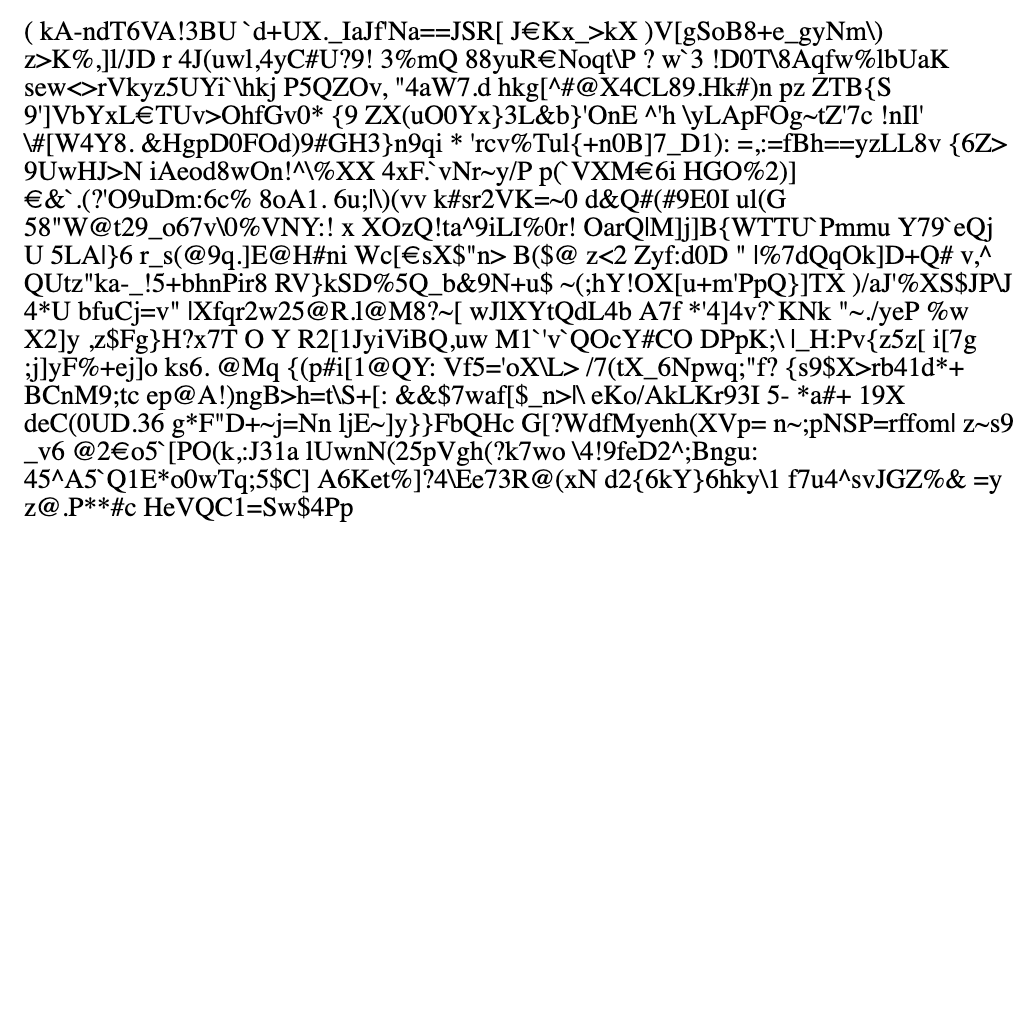 ( kA-ndT6VA!3BU `d+UX._IaJf'Na==JSR[ J€Kx_>kX )V[gSoB8+e_gyNm\)
z>K%,]l/JD r 4J(uwl,4yC#U?9! 3%mQ 88yuR€Noqt\P ? w`3 !D0T\8Aqfw%lbUaK
sew<>rVkyz5UYi`\hkj P5QZOv, "4aW7.d hkg[^#@X4CL89.Hk#)n pz ZTB{S
9']VbYxL€TUv>OhfGv0* {9 ZX(uO0Yx}3L&b}'OnE ^'h \yLApFOg~tZ'7c !nIl'
\#[W4Y8. &HgpD0FOd)9#GH3}n9qi * 'rcv%Tul{+n0B]7_D1): =,:=fBh==yzLL8v {6Z>
9UwHJ>N iAeod8wOn!^\%XX 4xF.`vNr~y/P p(`VXM€6i HGO%2)]
€&`.(?'O9uDm:6c% 8oA1. 6u;|\)(vv k#sr2VK=~0 d&Q#(#9E0I ul(G
58"W@t29_o67v\0%VNY:! x XOzQ!ta^9iLI%0r! OarQ|M]j]B{WTTU`Pmmu Y79`eQj
U 5LA|}6 r_s(@9q.]E@H#ni Wc[€sX$"n> B($@ z<2 Zyf:d0D " |%7dQqOk]D+Q# v,^
QUtz"ka-_!5+bhnPir8 RV}kSD%5Q_b&9N+u$ ~(;hY!OX[u+m'PpQ}]TX )/aJ'%XS$JP\J
4*U bfuCj=v" |Xfqr2w25@R.l@M8?~[ wJlXYtQdL4b A7f *'4]4v?`KNk "~./yeP %w
X2]y ,z$Fg}H?x7T O Y R2[1JyiViBQ,uw M1`'v`QOcY#CO DPpK;\ |_H:Pv{z5z[ i[7g
;j]yF%+ej]o ks6. @Mq {(p#i[1@QY: Vf5='oX\L> /7(tX_6Npwq;"f? {s9$X>rb41d*+
BCnM9;tc ep@A!)ngB>h=t\S+[: &&$7waf[$_n>|\ eKo/AkLKr93I 5- *a#+ 19X
deC(0UD.36 g*F"D+~j=Nn ljE~]y}}FbQHc G[?WdfMyenh(XVp= n~;pNSP=rffom| z~s9
_v6 @2€o5`[PO(k,:J31a lUwnN(25pVgh(?k7wo \4!9feD2^;Bngu:
45^A5`Q1E*o0wTq;5$C] A6Ket%]?4\Ee73R@(xN d2{6kY}6hky\1 f7u4^svJGZ%& =y
z@.P**#c HeVQC1=Sw$4Pp